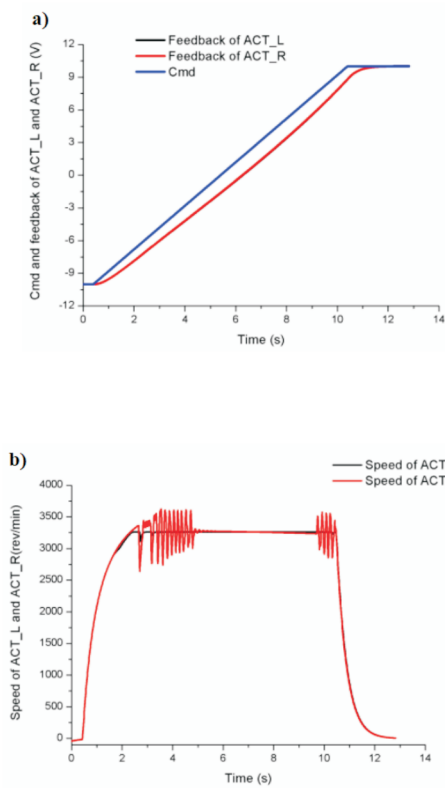 a)
Feedback of ACT_L
Feedback of ACT_R
Cmd
Cmd and feedback of ACT_L and ACT_R (V)
12
9
6
3
0
-3
-6
-9
-12
0 2 4 6 8 10 12 14
Time (s)
b)
Speed of ACT
Speed of ACT
Speed of ACT_L and ACT_R(rev/min)
4000
3500
3000
2500
2000
1500
1000
500
0
0 2 4 6 8 10 12 14
Time (s)